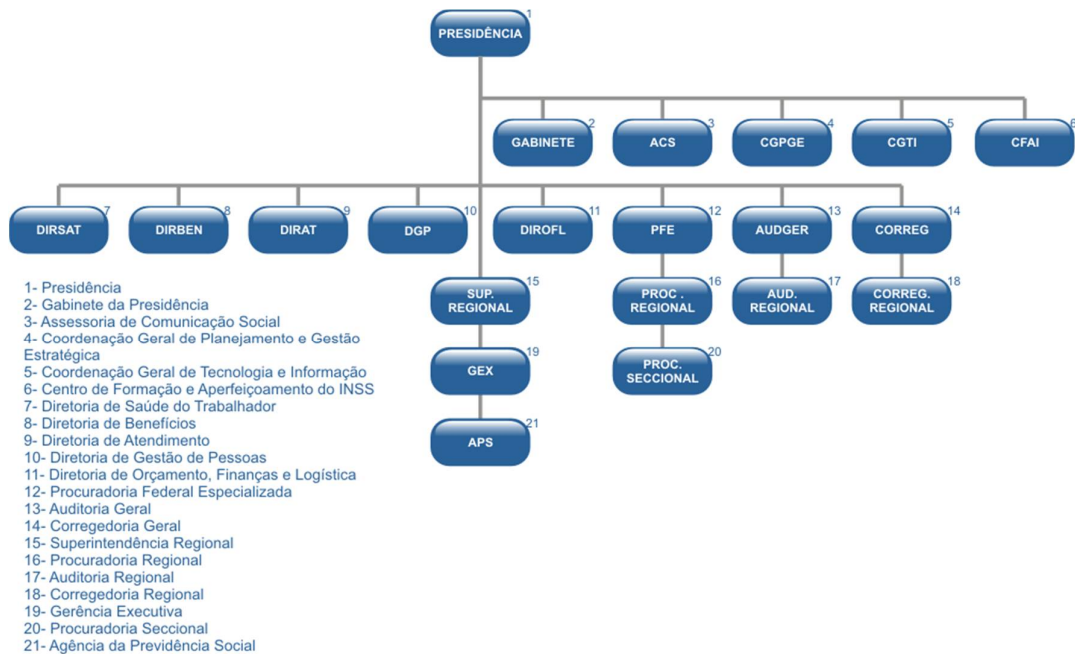 1
PRESIDÊNCIA
2
GABINETE
3
ACS
4
CGPGE
5
CGTI
6
CFAI
7
DIRSAT
8
DIRBEN
9
DIRAT
10
DGP
11
DIROFL
12
PFE
13
AUDGER
14
CORREG
15
SUP.
REGIONAL
16
PROC .
REGIONAL
17
AUD.
REGIONAL
18
CORREG.
REGIONAL
19
GEX
20
PROC.
SECCIONAL
21
APS
1- Presidência
2- Gabinete da Presidência
3- Assessoria de Comunicação Social
4- Coordenação Geral de Planejamento e Gestão
Estratégica
5- Coordenação Geral de Tecnologia e Informação
6- Centro de Formação e Aperfeiçoamento do INSS
7- Diretoria de Saúde do Trabalhador
8- Diretoria de Benefícios
9- Diretoria de Atendimento
10- Diretoria de Gestão de Pessoas
11- Diretoria de Orçamento, Finanças e Logística
12- Procuradoria Federal Especializada
13- Auditoria Geral
14- Corregedoria Geral
15- Superintendência Regional
16- Procuradoria Regional
17- Auditoria Regional
18- Corregedoria Regional
19- Gerência Executiva
20- Procuradoria Seccional
21- Agência da Previdência Social